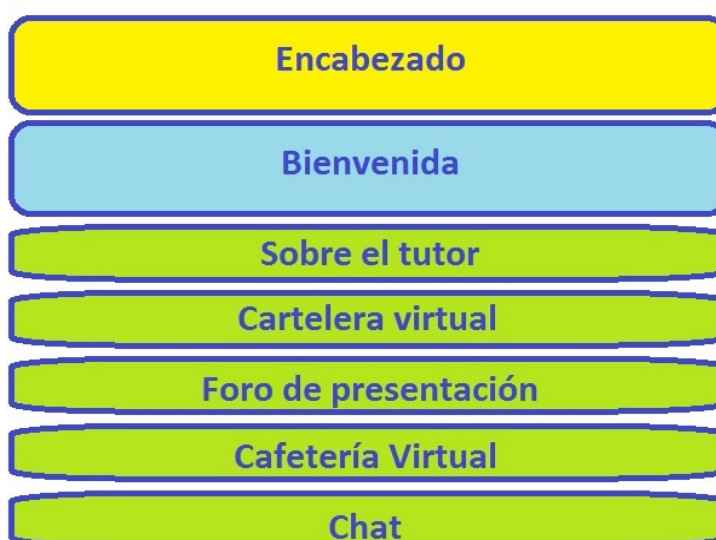 Encabezado
Bienvenida
Sobre el tutor
Cartelera virtual
Foro de presentación
Cafetería Virtual
Chat